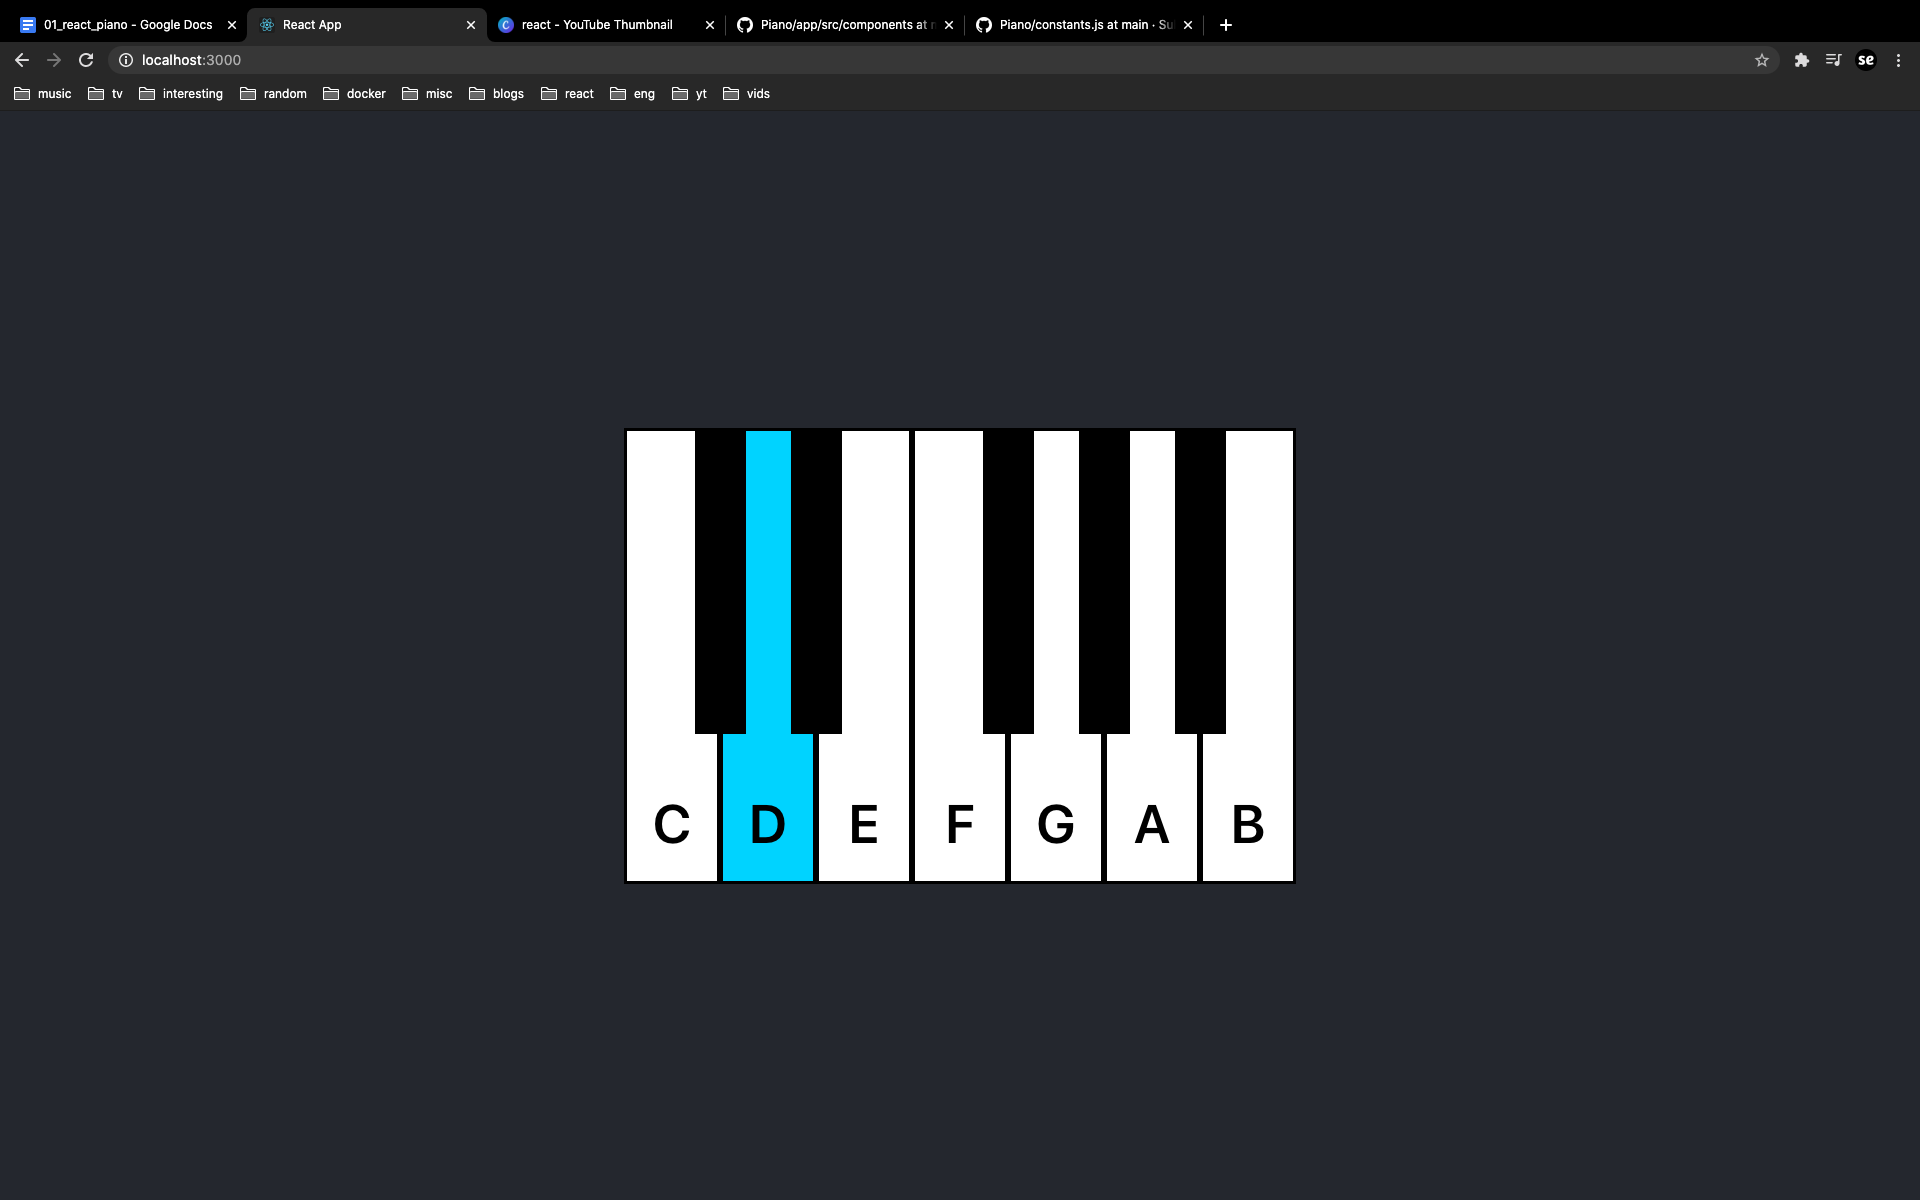 01_react_piano - Google Docs
React App
react - YouTube Thumbnail
Piano/app/src/components at
Piano/constants.js at main · Su
localhost:3000
se
music
tv
interesting
random
docker
misc
blogs
react
eng
yt
vids
C D E F G A B